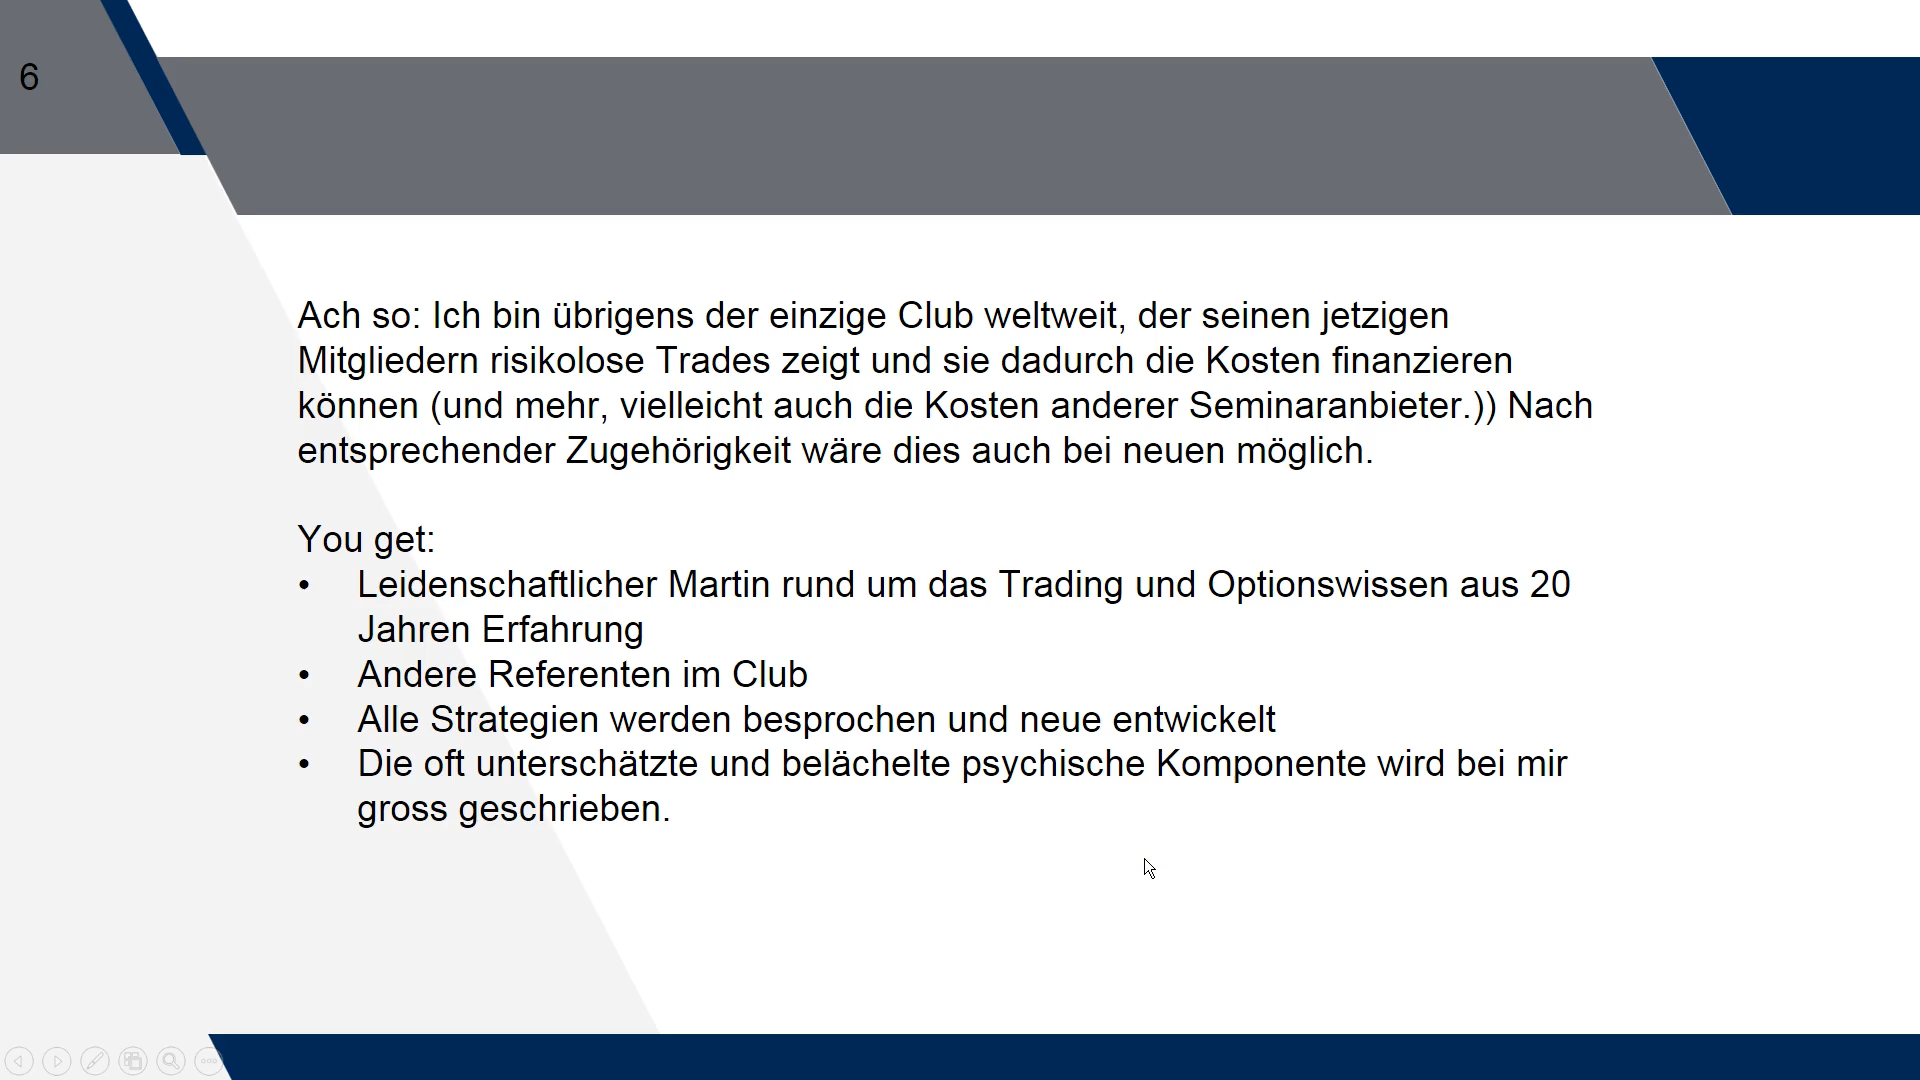 6
Ach so: Ich bin übrigens der einzige Club weltweit, der seinen jetzigen
Mitgliedern risikolose Trades zeigt und sie dadurch die Kosten finanzieren
können (und mehr, vielleicht auch die Kosten anderer Seminaranbieter.)) Nach
entsprechender Zugehörigkeit wäre dies auch bei neuen möglich.
You get:
• Leidenschaftlicher Martin rund um das Trading und Optionswissen aus 20
Jahren Erfahrung
• Andere Referenten im Club
• Alle Strategien werden besprochen und neue entwickelt
• Die oft unterschätzte und belächelte psychische Komponente wird bei mir
gross geschrieben.